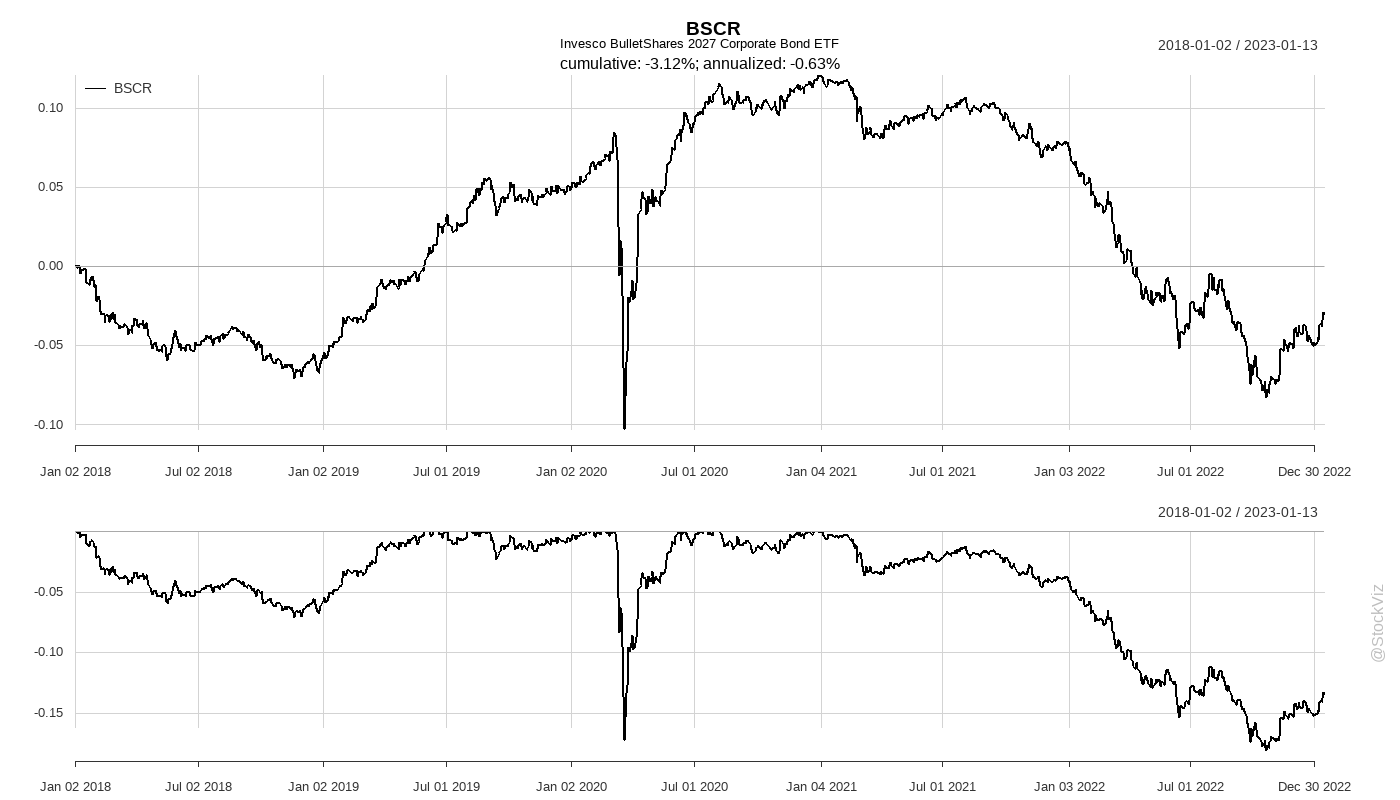 BSCR
Invesco BulletShares 2027 Corporate Bond ETF
2018-01-02 / 2023-01-13
cumulative: -3.12%; annualized: -0.63%
BSCR
0.10
0.05
0.00
-0.05
-0.10
Jan 02 2018 Jul 02 2018 Jan 02 2019 Jul 01 2019 Jan 02 2020 Jul 01 2020 Jan 04 2021 Jul 01 2021 Jan 03 2022 Jul 01 2022 Dec 30 2022
2018-01-02 / 2023-01-13
-0.05
-0.10
-0.15
@StockViz
Jan 02 2018 Jul 02 2018 Jan 02 2019 Jul 01 2019 Jan 02 2020 Jul 01 2020 Jan 04 2021 Jul 01 2021 Jan 03 2022 Jul 01 2022 Dec 30 2022